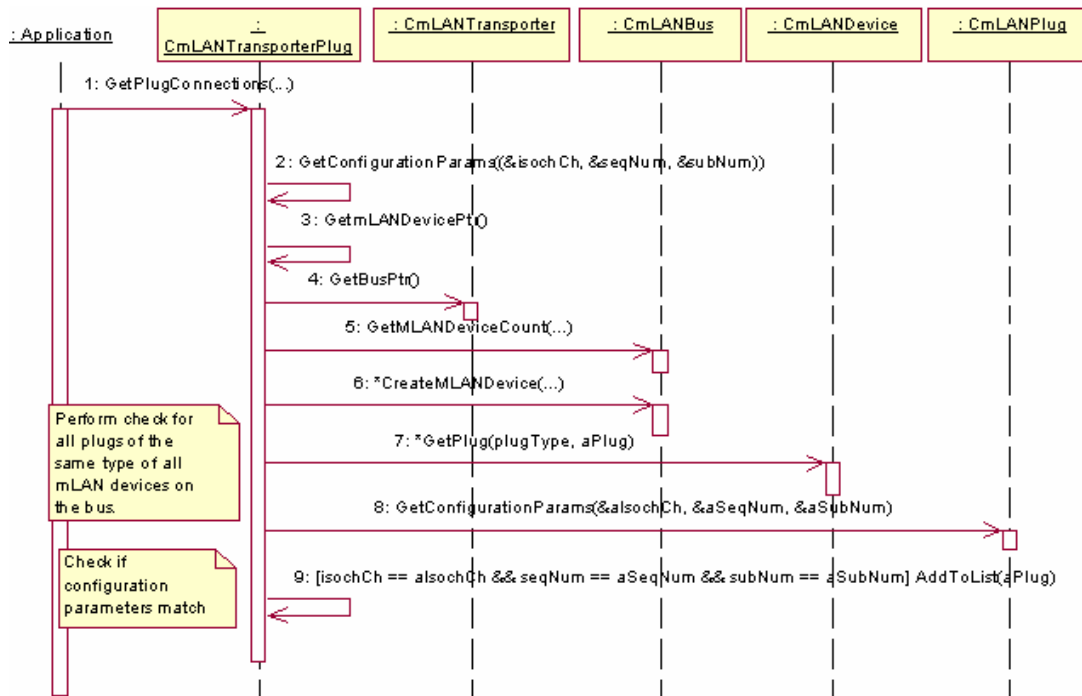 : Application
:
CmLANTransporterPlug
: CmLANTransporter
: CmLANBus
: CmLANDevice
: CmLANPlug
1: GetPlugConnections(...)
2: GetConfigurationParams((&isochCh, &seqNum, &subNum))
3: GetmLANDevicePtr()
4: GetBusPtr()
5: GetMLANDeviceCount(...)
6: *CreateMLANDevice(...)
Perform check for
all plugs of the
same type of all
mLAN devices on
the bus.
7: *GetPlug(plugType, aPlug)
8: GetConfigurationParams(&aIsochCh, &aSeqNum, &aSubNum)
Check if
configuration
parameters match
9: [isochCh == aIsochCh && seqNum == aSeqNum && subNum == aSubNum] AddToList(aPlug)